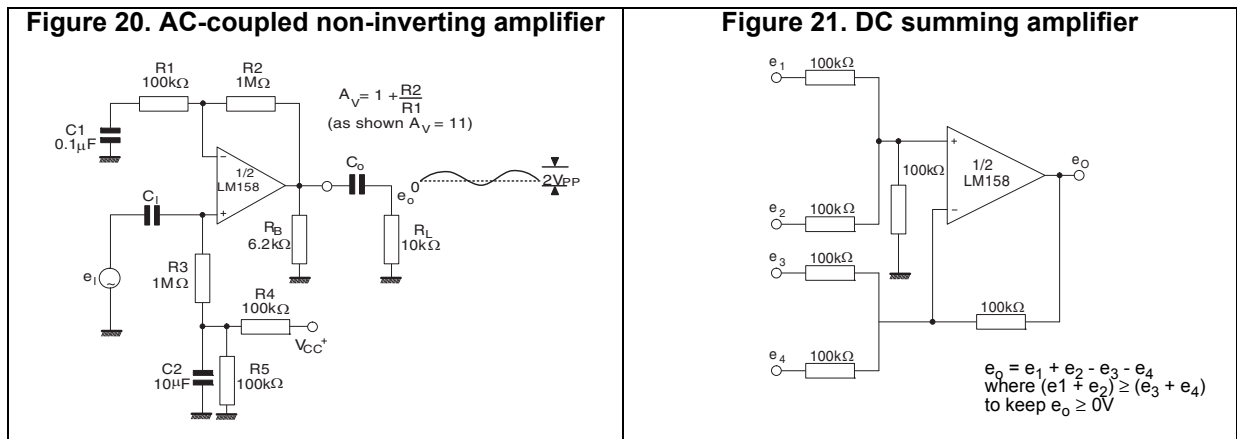 Figure 20. AC-coupled non-inverting amplifier
R1
100kΩ
R2
1MΩ
A_V = 1 + R2/R1
(as shown A_V = 11)
C1
0.1μF
1/2
LM158
C_o
e_o
0
2V_PP
C_I
R_B
6.2kΩ
R_L
10kΩ
e_I
~
R3
1MΩ
R4
100kΩ
V_CC+
C2
10μF
R5
100kΩ
−
+
Figure 21. DC summing amplifier
e_1
100kΩ
100kΩ
+
−
1/2
LM158
e_O
e_2
100kΩ
e_3
100kΩ
100kΩ
e_4
100kΩ
e_o = e_1 + e_2 - e_3 - e_4
where (e1 + e_2) ≥ (e_3 + e_4)
to keep e_o ≥ 0V